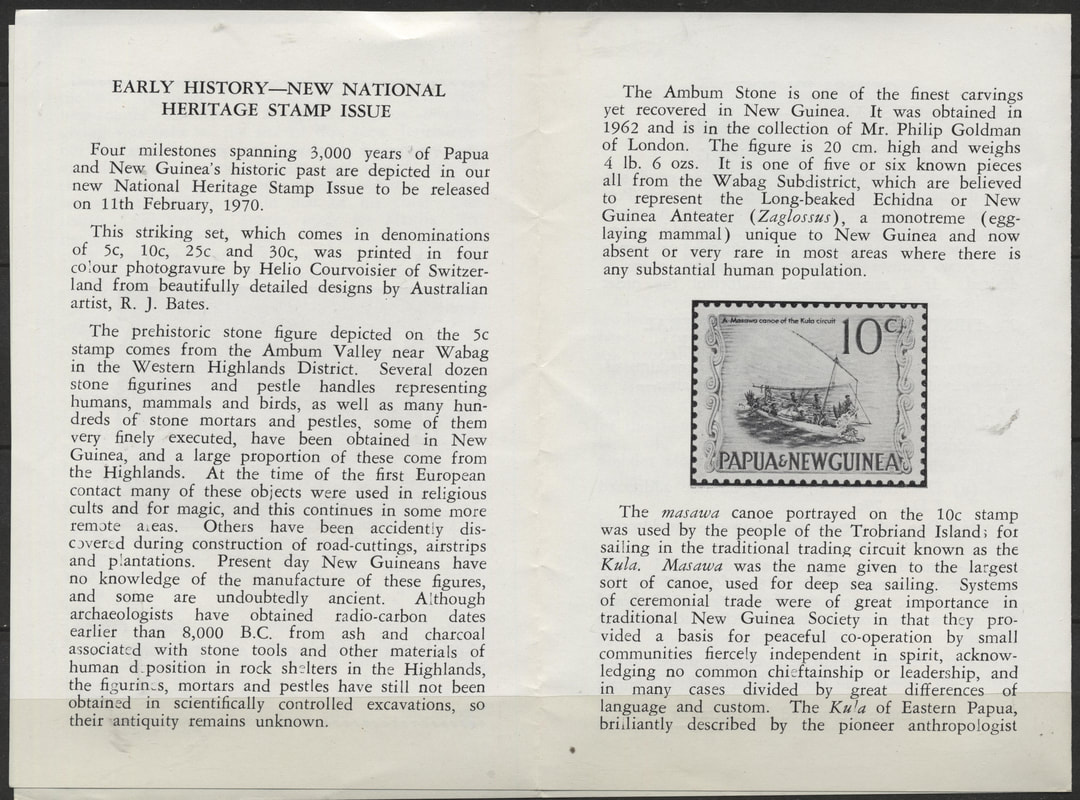 EARLY HISTORY—NEW NATIONAL
HERITAGE STAMP ISSUE
Four milestones spanning 3,000 years of Papua
and New Guinea's historic past are depicted in our
new National Heritage Stamp Issue to be released
on 11th February, 1970.
This striking set, which comes in denominations
of 5c, 10c, 25c and 30c, was printed in four
colour photogravure by Helio Courvoisier of Switzer-
land from beautifully detailed designs by Australian
artist, R. J. Bates.
The prehistoric stone figure depicted on the 5c
stamp comes from the Ambum Valley near Wabag
in the Western Highlands District. Several dozen
stone figurines and pestle handles representing
humans, mammals and birds, as well as many hun-
dreds of stone mortars and pestles, some of them
very finely executed, have been obtained in New
Guinea, and a large proportion of these come from
the Highlands. At the time of the first European
contact many of these objects were used in religious
cults and for magic, and this continues in some more
remote areas. Others have been accidently dis-
covered during construction of road-cuttings, airstrips
and plantations. Present day New Guineans have
no knowledge of the manufacture of these figures,
and some are undoubtedly ancient. Although
archaeologists have obtained radio-carbon dates
earlier than 8,000 B.C. from ash and charcoal
associated with stone tools and other materials of
human deposition in rock shelters in the Highlands,
the figurines, mortars and pestles have still not been
obtained in scientifically controlled excavations, so
their antiquity remains unknown.
The Ambum Stone is one of the finest carvings
yet recovered in New Guinea. It was obtained in
1962 and is in the collection of Mr. Philip Goldman
of London. The figure is 20 cm. high and weighs
4 lb. 6 ozs. It is one of five or six known pieces
all from the Wabag Subdistrict, which are believed
to represent the Long-beaked Echidna or New
Guinea Anteater (Zaglossus), a monotreme (egg-
laying mammal) unique to New Guinea and now
absent or very rare in most areas where there is
any substantial human population.
A Masawa canoe of the Kula circuit
10c
PAPUA & NEW GUINEA
The masawa canoe portrayed on the 10c stamp
was used by the people of the Trobriand Islands for
sailing in the traditional trading circuit known as the
Kula. Masawa was the name given to the largest
sort of canoe, used for deep sea sailing. Systems
of ceremonial trade were of great importance in
traditional New Guinea Society in that they pro-
vided a basis for peaceful co-operation by small
communities fiercely independent in spirit, acknow-
ledging no common chieftainship or leadership, and
in many cases divided by great differences of
language and custom. The Kula of Eastern Papua,
brilliantly described by the pioneer anthropologist